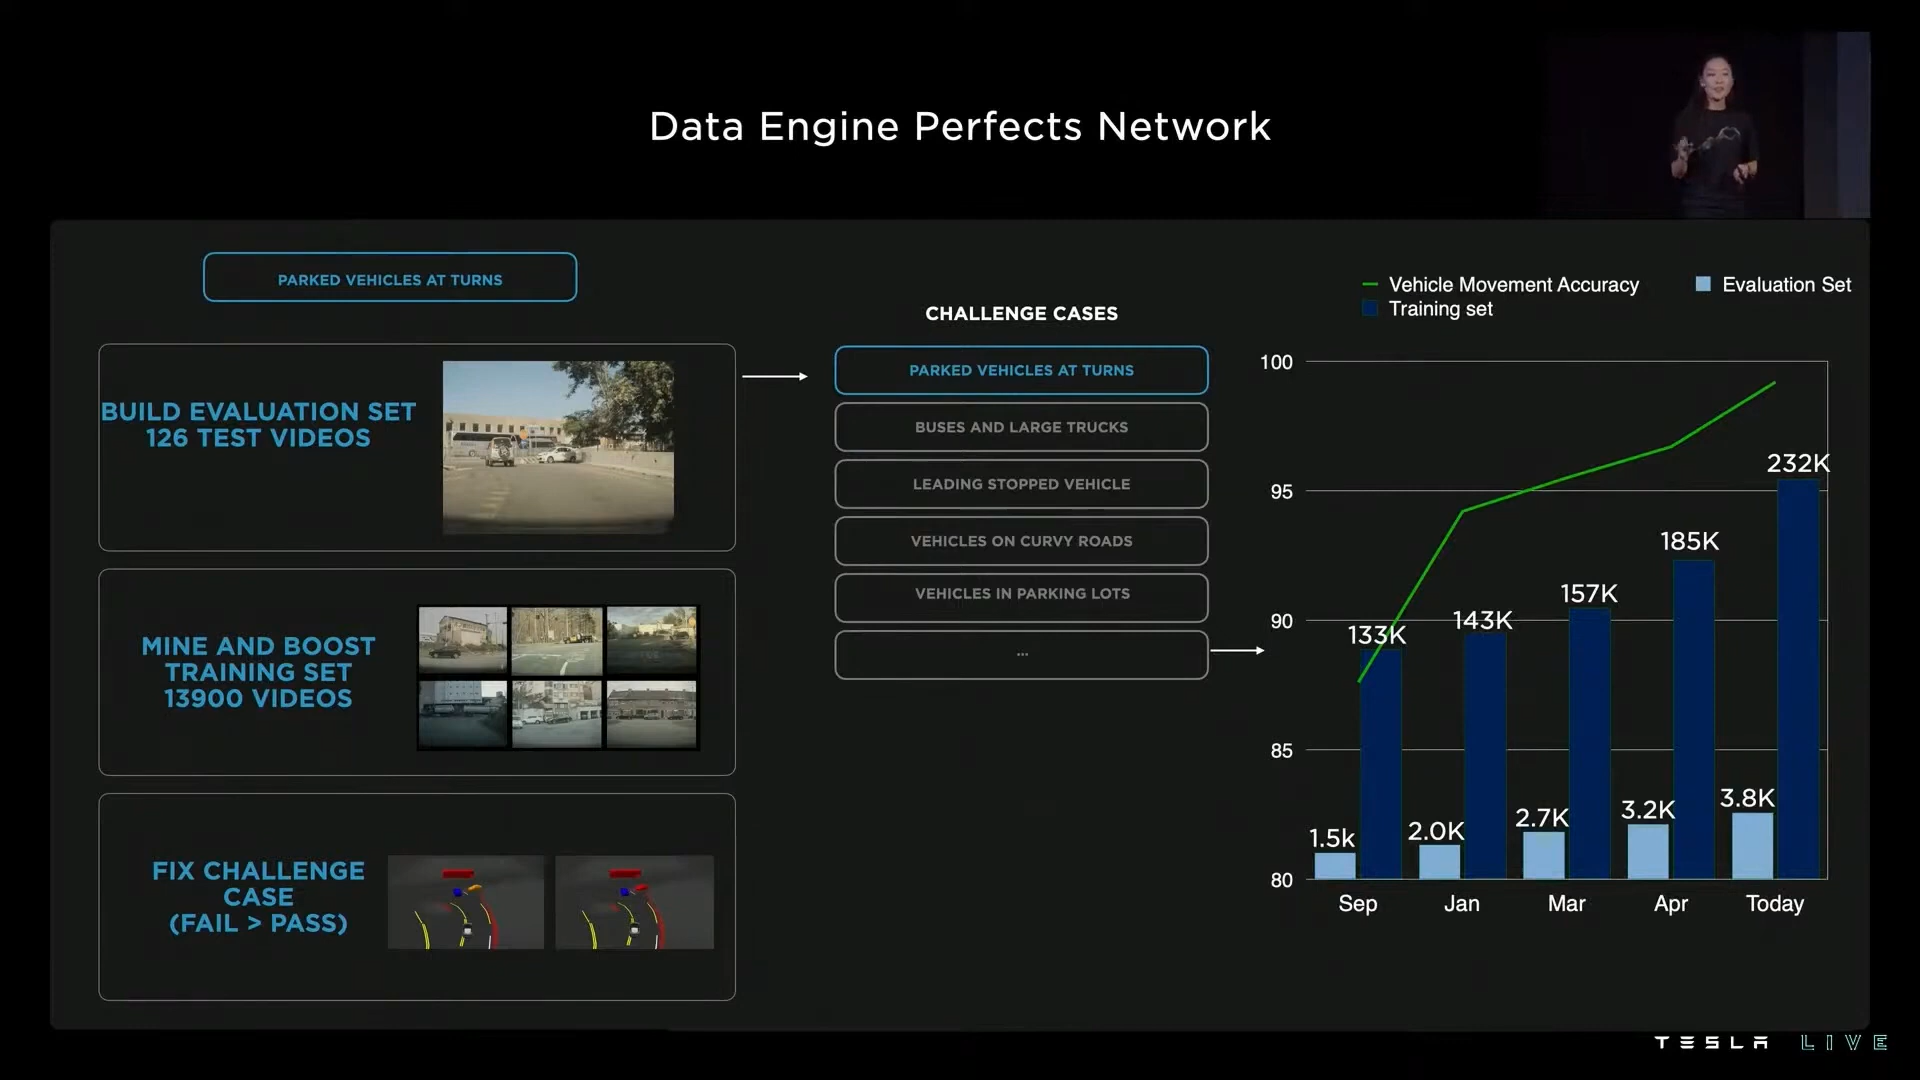 Data Engine Perfects Network
PARKED VEHICLES AT TURNS
BUILD EVALUATION SET
126 TEST VIDEOS
MINE AND BOOST
TRAINING SET
13900 VIDEOS
FIX CHALLENGE
CASE
(FAIL > PASS)
CHALLENGE CASES
PARKED VEHICLES AT TURNS
BUSES AND LARGE TRUCKS
LEADING STOPPED VEHICLE
VEHICLES ON CURVY ROADS
VEHICLES IN PARKING LOTS
...
Vehicle Movement Accuracy
Evaluation Set
Training set
100
95
90
85
80
133K
143K
157K
185K
232K
1.5k
2.0K
2.7K
3.2K
3.8K
Sep
Jan
Mar
Apr
Today
TESLA LIVE